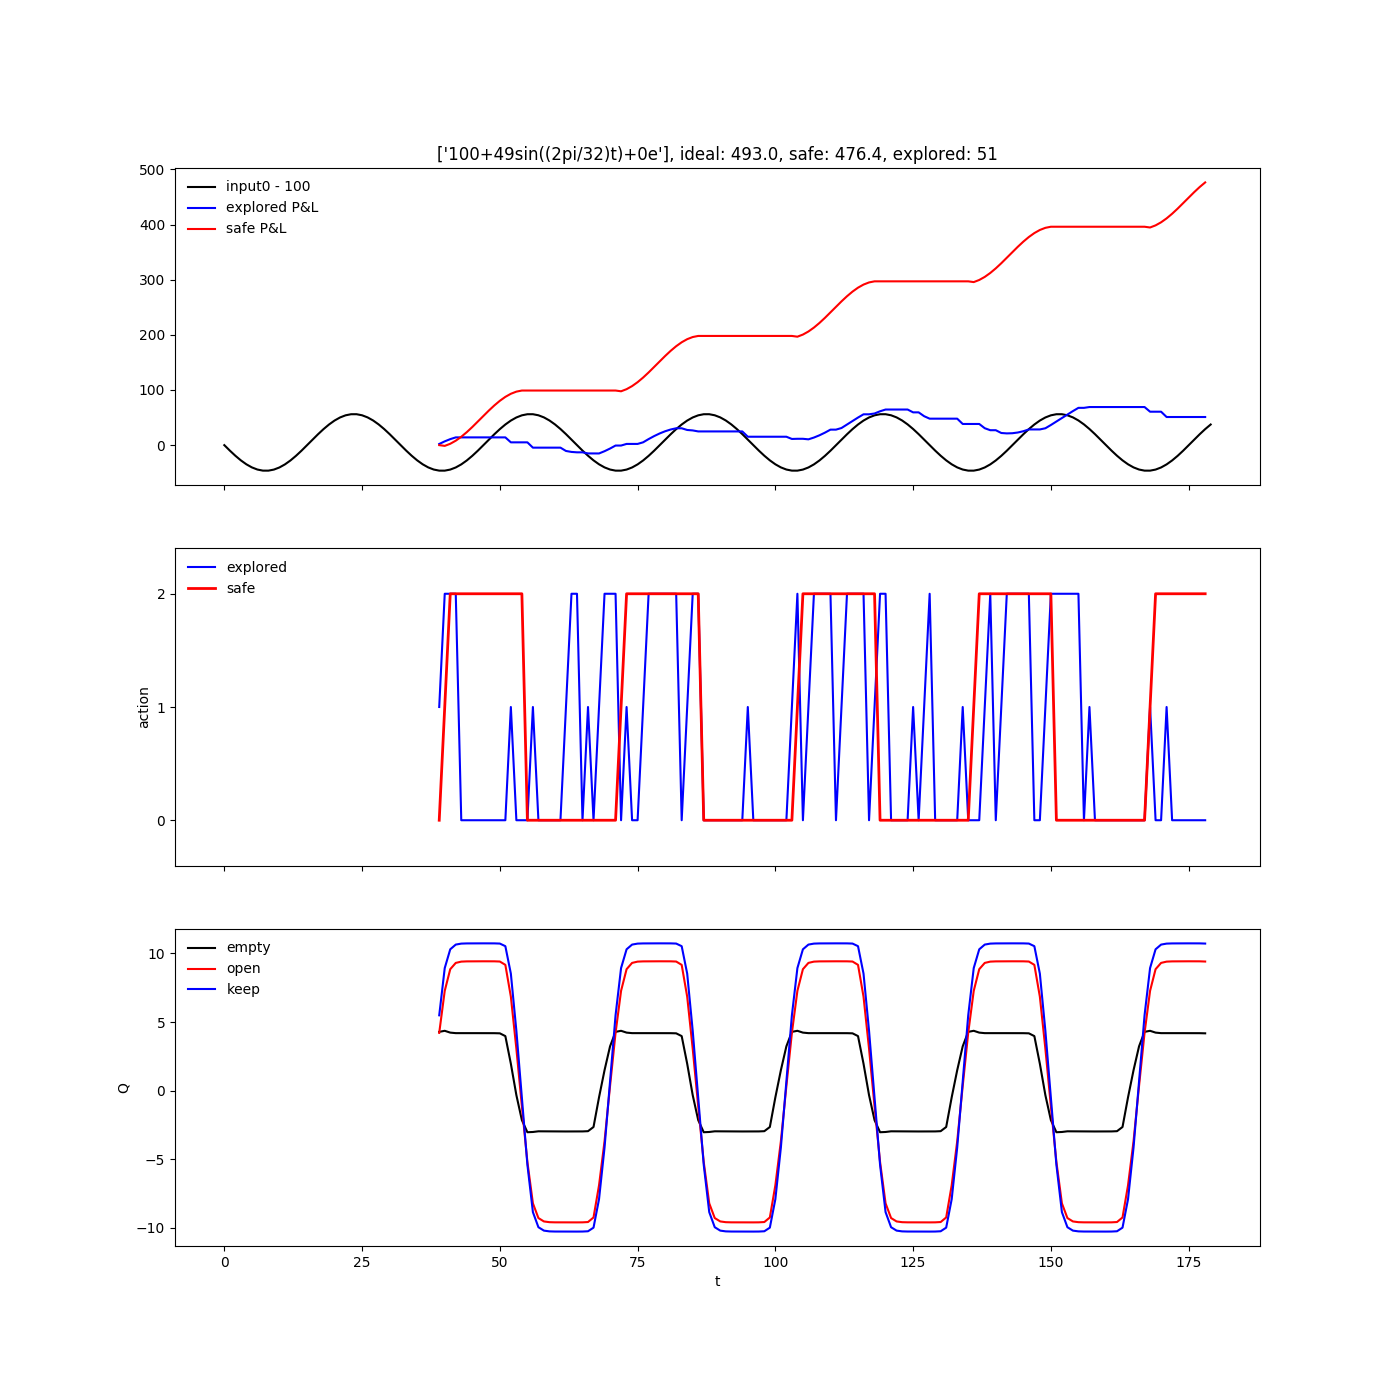 ['100+49sin((2pi/32)t)+0e'], ideal: 493.0, safe: 476.4, explored: 51
500
400
300
200
100
0
input0 - 100
explored P&L
safe P&L
action
2
1
0
explored
safe
Q
10
5
0
−5
−10
empty
open
keep
0 25 50 75 100 125 150 175
t